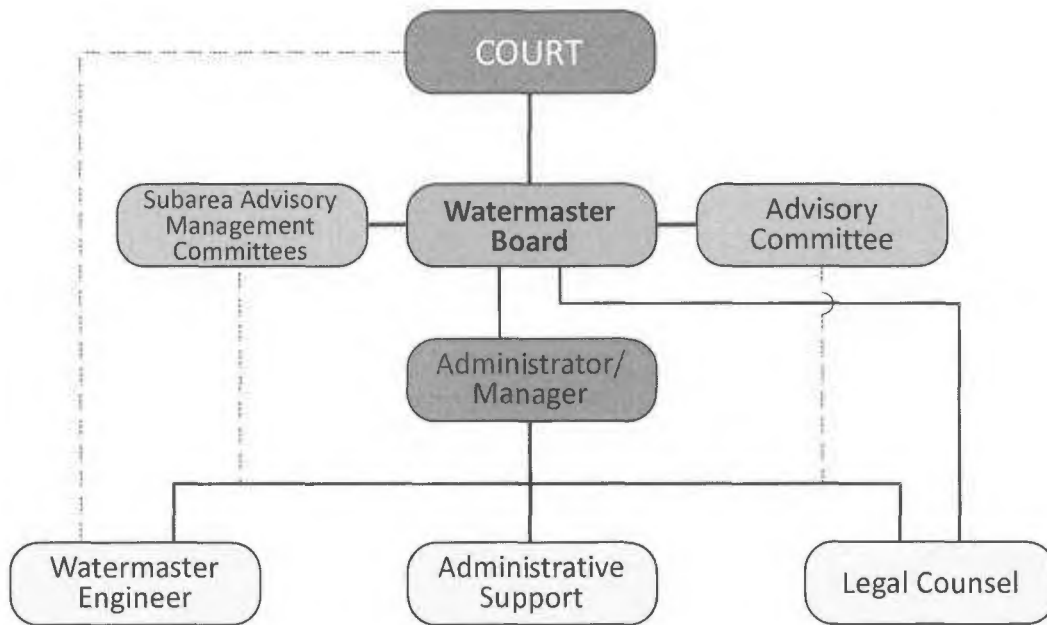 COURT
Subarea Advisory
Management
Committees
Watermaster
Board
Advisory
Committee
Administrator/
Manager
Watermaster
Engineer
Administrative
Support
Legal Counsel